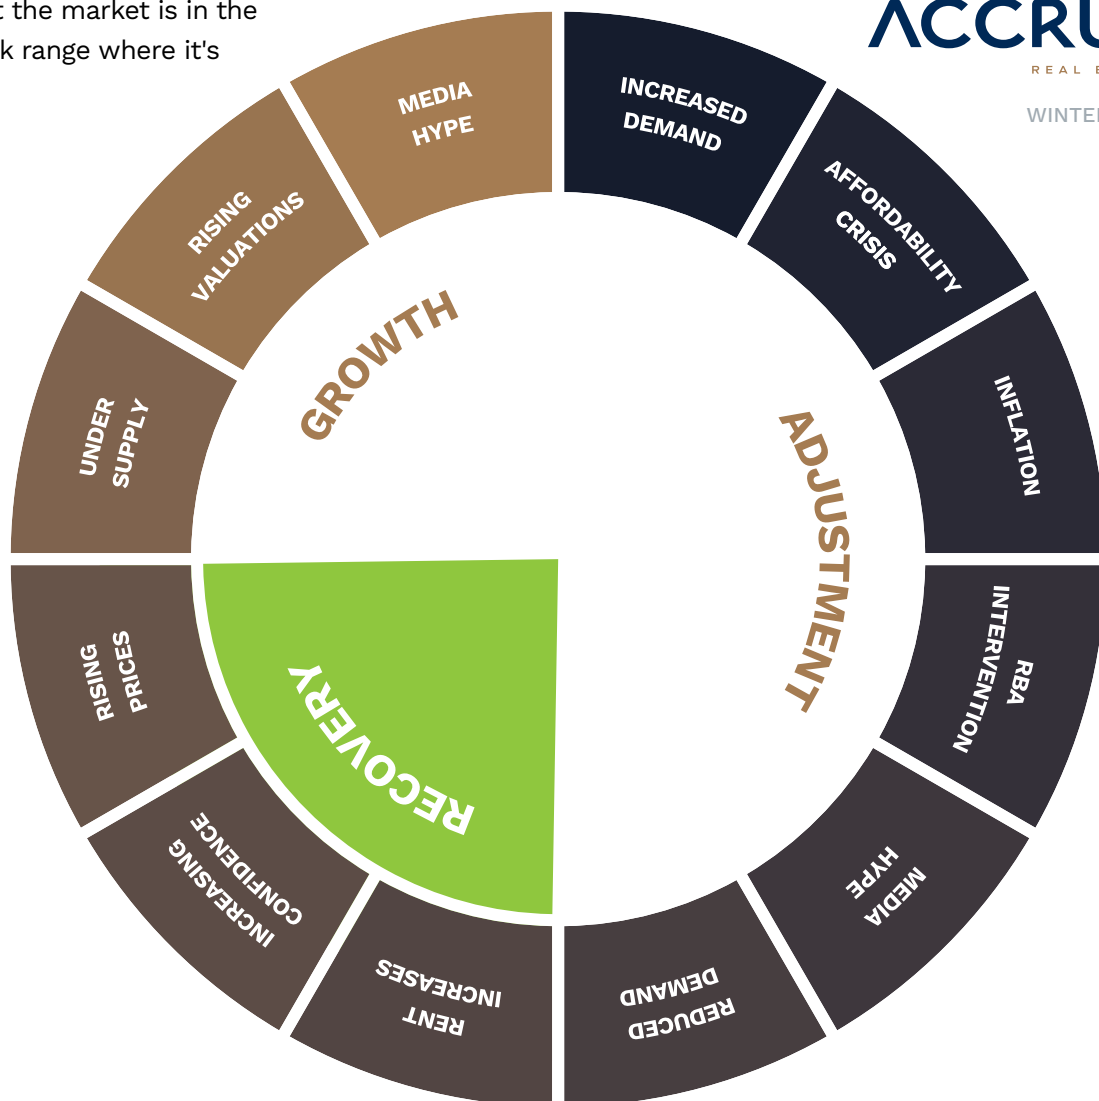 t the market is in the
k range where it's
ACCRU
REAL E
WINTE
INCREASED
DEMAND
AFFORDABILITY
CRISIS
INFLATION
RBA
INTERVENTION
MEDIA
HYPE
REDUCED
DEMAND
RENT
INCREASES
INCREASING
CONFIDENCE
RISING
PRICES
UNDER
SUPPLY
RISING
VALUATIONS
MEDIA
HYPE
GROWTH
ADJUSTMENT
RECOVERY